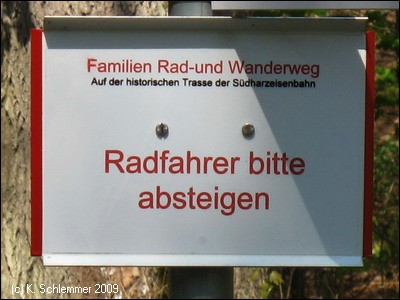 Familien Rad-und Wanderweg
Auf der historischen Trasse der Südharzeisenbahn
Radfahrer bitte
absteigen
(c) K. Schlemmer 2009